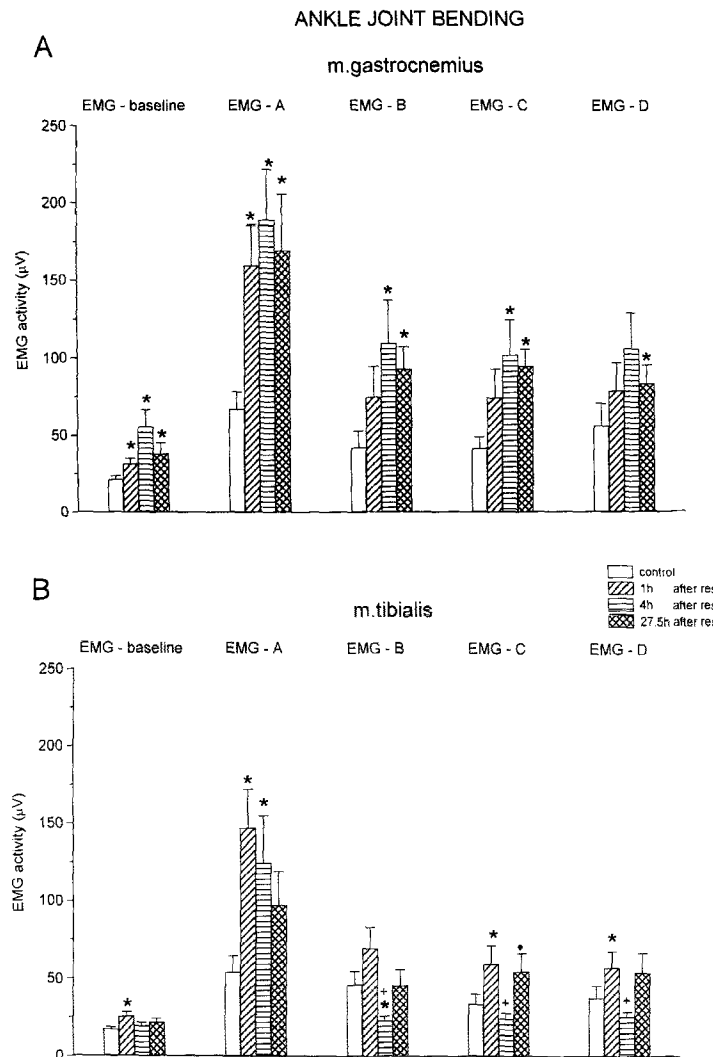 ANKLE JOINT BENDING
A
m.gastrocnemius
EMG - baseline EMG - A EMG - B EMG - C EMG - D
250
200
150
100
50
0
EMG activity (µV)
* * * * * * * * * * *
control
1h after res
4h after res
27.5h after res
B
m.tibialis
EMG - baseline EMG - A EMG - B EMG - C EMG - D
250
200
150
100
50
0
EMG activity (µV)
* * * + * * + • * +